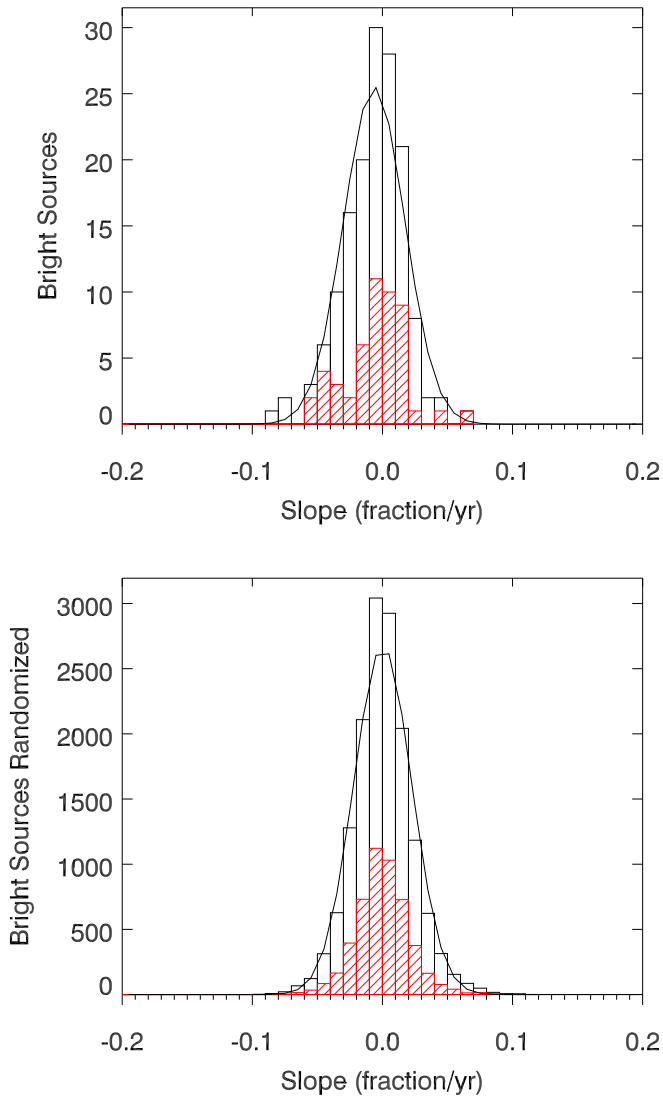 30
25
20
15
10
5
0
Bright Sources
-0.2 -0.1 0.0 0.1 0.2
Slope (fraction/yr)
3000
2500
2000
1500
1000
500
0
Bright Sources Randomized
-0.2 -0.1 0.0 0.1 0.2
Slope (fraction/yr)